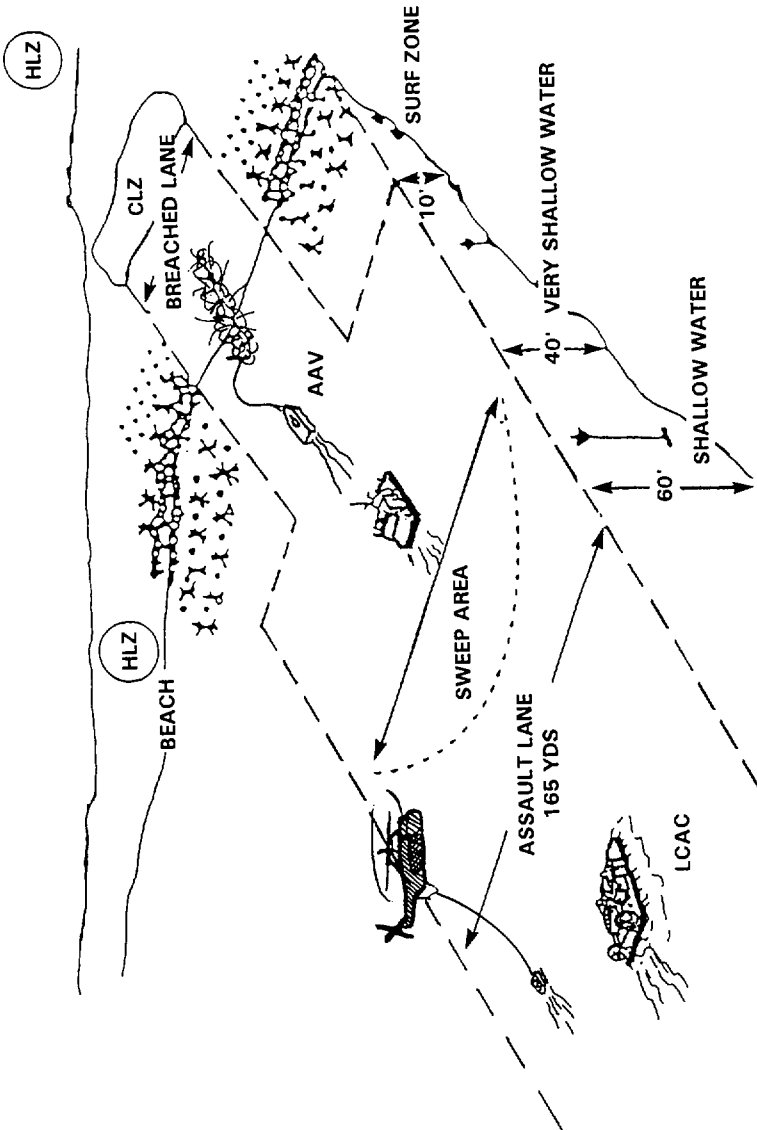 HLZ
CLZ
BREACHED LANE
SURF ZONE
10'
HLZ
BEACH
AAV
VERY SHALLOW WATER
40'
SWEEP AREA
SHALLOW WATER
60'
ASSAULT LANE
165 YDS
LCAC